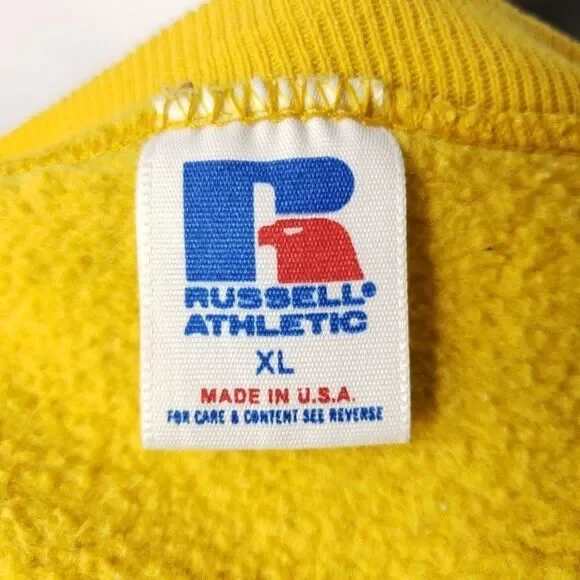 RUSSELL®
ATHLETIC
XL
MADE IN U.S.A.
FOR CARE & CONTENT SEE REVERSE